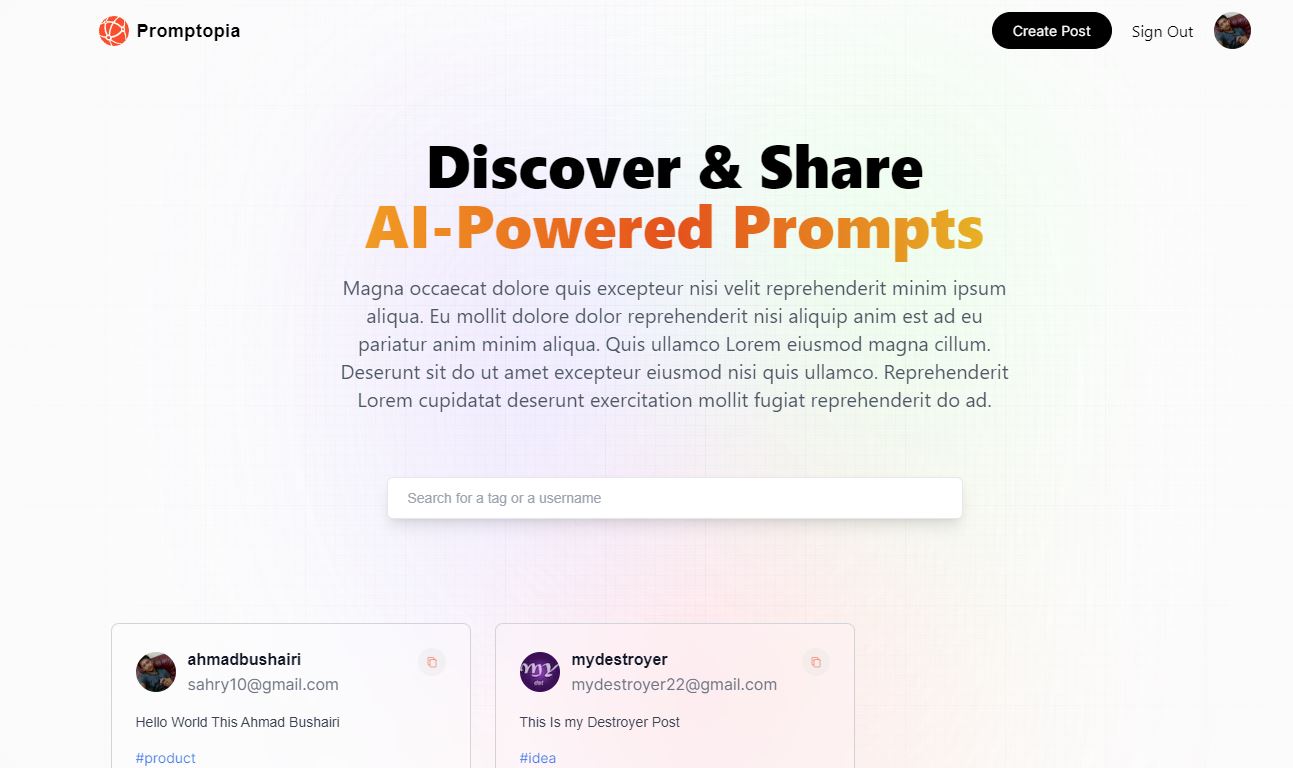 Promptopia
Create Post
Sign Out
Discover & Share
AI-Powered Prompts
Magna occaecat dolore quis excepteur nisi velit reprehenderit minim ipsum
aliqua. Eu mollit dolore dolor reprehenderit nisi aliquip anim est ad eu
pariatur anim minim aliqua. Quis ullamco Lorem eiusmod magna cillum.
Deserunt sit do ut amet excepteur eiusmod nisi quis ullamco. Reprehenderit
Lorem cupidatat deserunt exercitation mollit fugiat reprehenderit do ad.
Search for a tag or a username
ahmadbushairi
sahry10@gmail.com
Hello World This Ahmad Bushairi
#product
my
mydestroyer
mydestroyer22@gmail.com
This Is my Destroyer Post
#idea